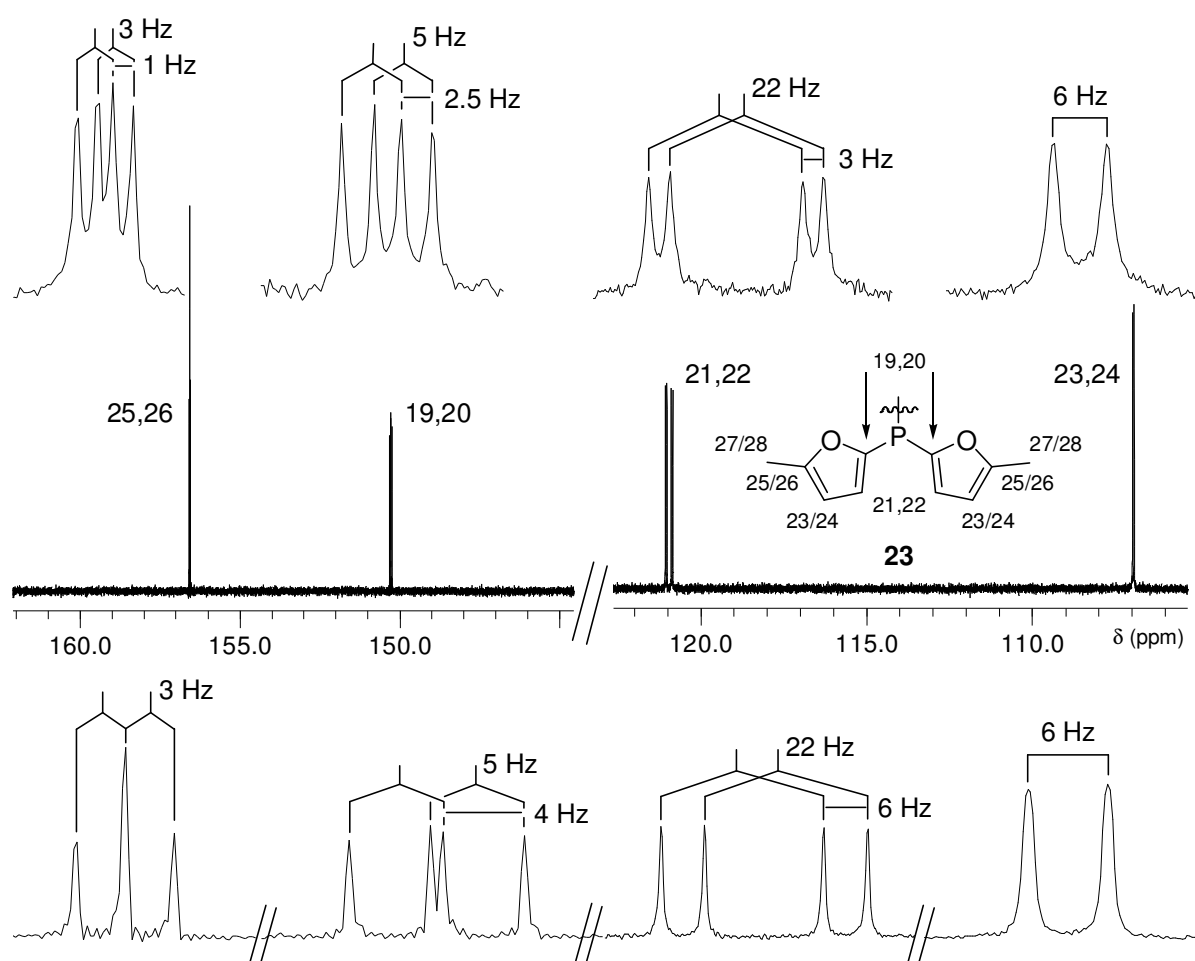 3 Hz
1 Hz
5 Hz
2.5 Hz
22 Hz
3 Hz
6 Hz
25,26
19,20
21,22
19,20
23,24
P
O
O
27/28
27/28
25/26
25/26
21,22
23/24
23/24
23
160.0 155.0 150.0 120.0 115.0 110.0 δ (ppm)
3 Hz
5 Hz
4 Hz
22 Hz
6 Hz
6 Hz